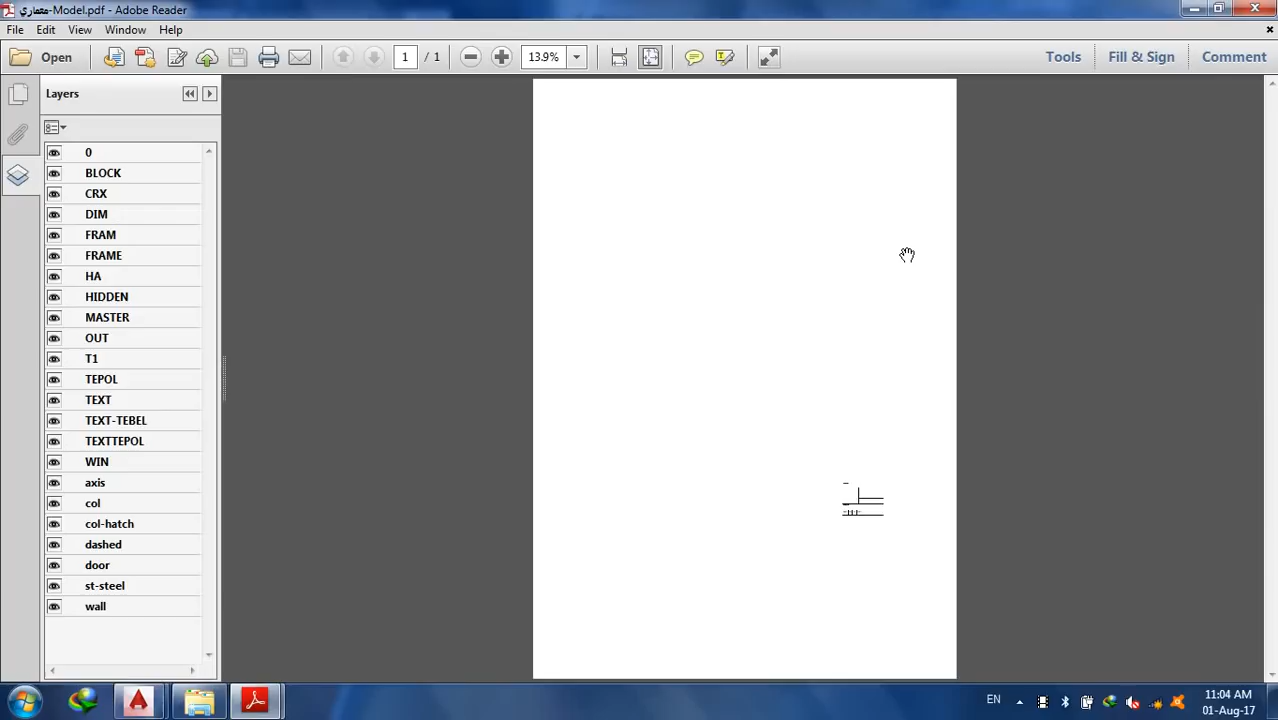 معماري-Model.pdf - Adobe Reader
File Edit View Window Help
Open 1 / 1 13.9% Tools Fill & Sign Comment
Layers
0
BLOCK
CRX
DIM
FRAM
FRAME
HA
HIDDEN
MASTER
OUT
T1
TEPOL
TEXT
TEXT-TEBEL
TEXTTEPOL
WIN
axis
col
col-hatch
dashed
door
st-steel
wall
EN
11:04 AM
01-Aug-17